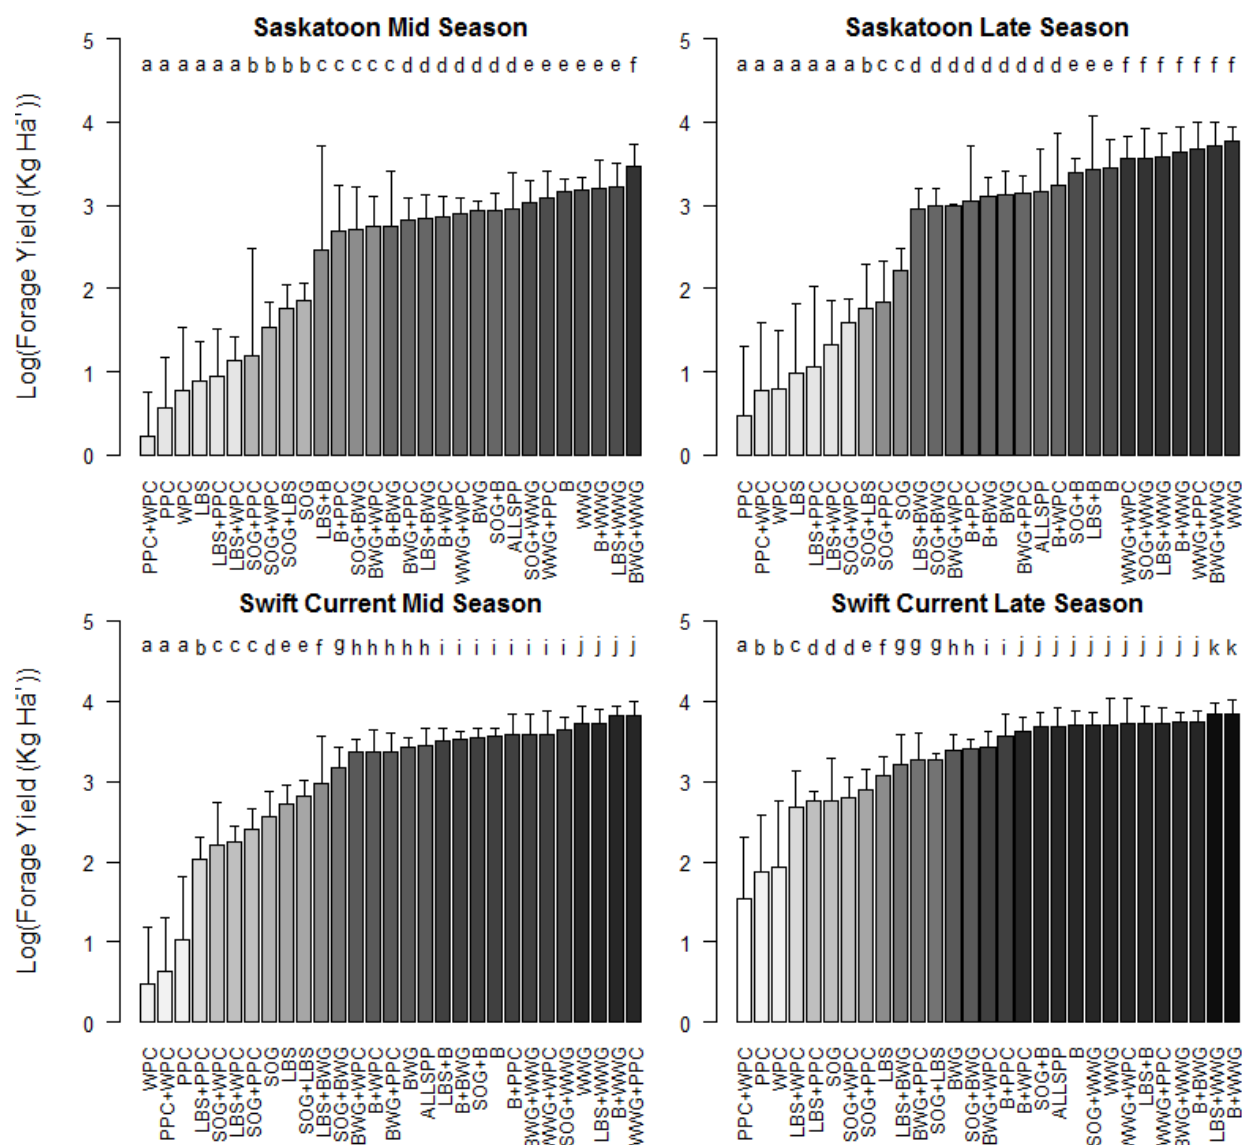 Saskatoon Mid Season
Log(Forage Yield (Kg Ha⁻¹))
5
4
3
2
1
0
a a a a a a b b b b c c c c c d d d d d d d e e e e e e f
PPC+WPC
PPC
WPC
LBS
LBS+PPC
LBS+WPC
SOG+PPC
SOG+WPC
SOG+LBS
SOG
LBS+B
B+PPC
SOG+BWG
BWG+WPC
B+BWG
BWG+PPC
LBS+BWG
B+WPC
WWG+WPC
BWG
SOG+B
ALLSPP
SOG+WWG
WWG+PPC
B
WWG
B+WWG
LBS+WWG
BWG+WWG
Saskatoon Late Season
5
4
3
2
1
0
a a a a a a a b c c d d d d d d d d d e e e f f f f f f f
PPC
PPC+WPC
WPC
LBS
LBS+PPC
LBS+WPC
SOG+WPC
SOG+LBS
SOG+PPC
SOG
LBS+BWG
SOG+BWG
BWG+WPC
B+PPC
B+BWG
BWG
BWG+PPC
ALLSPP
B+WPC
SOG+B
LBS+B
B
WWG+WPC
SOG+WWG
LBS+WWG
B+WWG
WWG+PPC
BWG+WWG
WWG
Swift Current Mid Season
Log(Forage Yield (Kg Ha⁻¹))
5
4
3
2
1
0
a a a b c c c d e e f g h h h h h i i i i i i i i j j j j
WPC
PPC+WPC
PPC
LBS+PPC
SOG+WPC
LBS+WPC
SOG+PPC
SOG
LBS
SOG+LBS
LBS+BWG
SOG+BWG
BWG+WPC
B+WPC
BWG+PPC
BWG
ALLSPP
LBS+B
B+BWG
SOG+B
B
B+PPC
BWG+WWG
WWG+WPC
SOG+WWG
WWG
LBS+WWG
B+WWG
WWG+PPC
Swift Current Late Season
5
4
3
2
1
0
a b b c d d d e f g g g h h i i j j j j j j j j j j j k k
PPC+WPC
PPC
WPC
LBS+WPC
LBS+PPC
SOG
SOG+WPC
SOG+PPC
LBS
LBS+BWG
BWG+PPC
SOG+LBS
BWG
SOG+BWG
BWG+WPC
B+PPC
B+WPC
SOG+B
ALLSPP
B
SOG+WWG
WWG
WWG+WPC
LBS+B
WWG+PPC
BWG+WWG
B+BWG
LBS+WWG
B+WWG